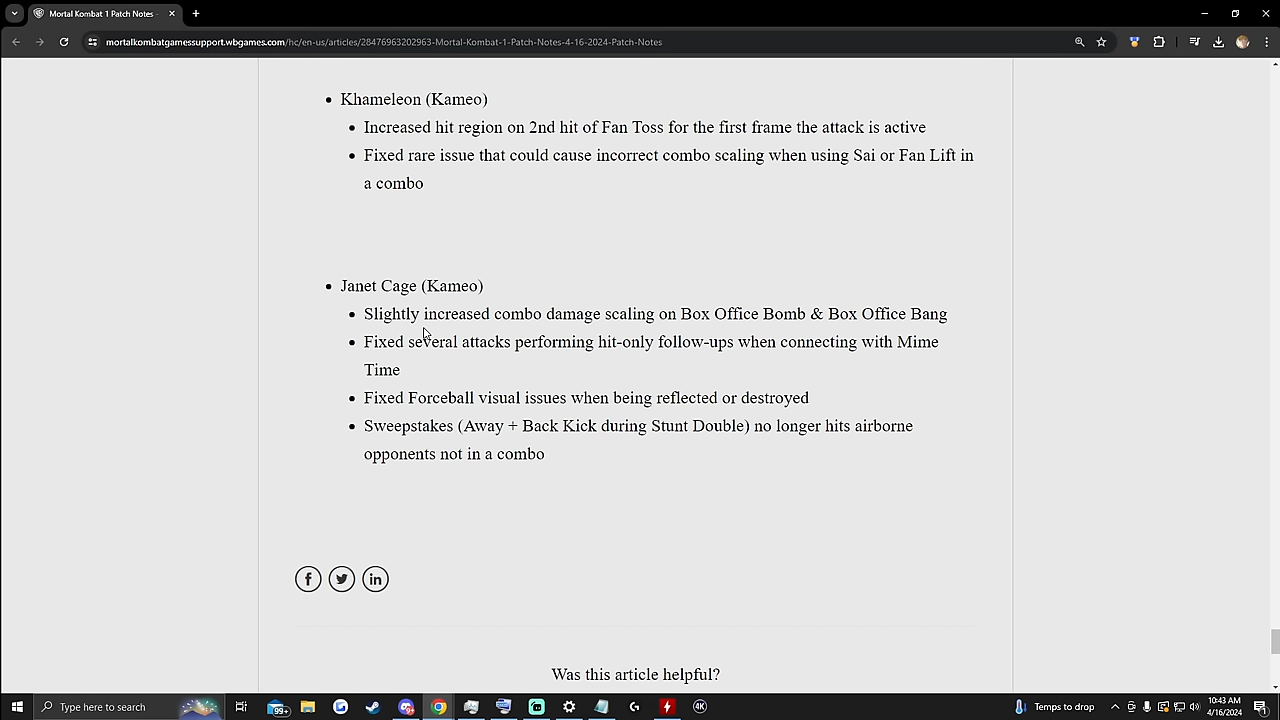 Mortal Kombat 1 Patch Notes
mortalkombatgamessupport.wbgames.com/hc/en-us/articles/28476963202963-Mortal-Kombat-1-Patch-Notes-4-16-2024-Patch-Notes
Khameleon (Kameo)
Increased hit region on 2nd hit of Fan Toss for the first frame the attack is active
Fixed rare issue that could cause incorrect combo scaling when using Sai or Fan Lift in
a combo
Janet Cage (Kameo)
Slightly increased combo damage scaling on Box Office Bomb & Box Office Bang
Fixed several attacks performing hit-only follow-ups when connecting with Mime
Time
Fixed Forceball visual issues when being reflected or destroyed
Sweepstakes (Away + Back Kick during Stunt Double) no longer hits airborne
opponents not in a combo
f
in
Was this article helpful?
Type here to search
99+
4K
Temps to drop
10:43 AM
4/16/2024
1